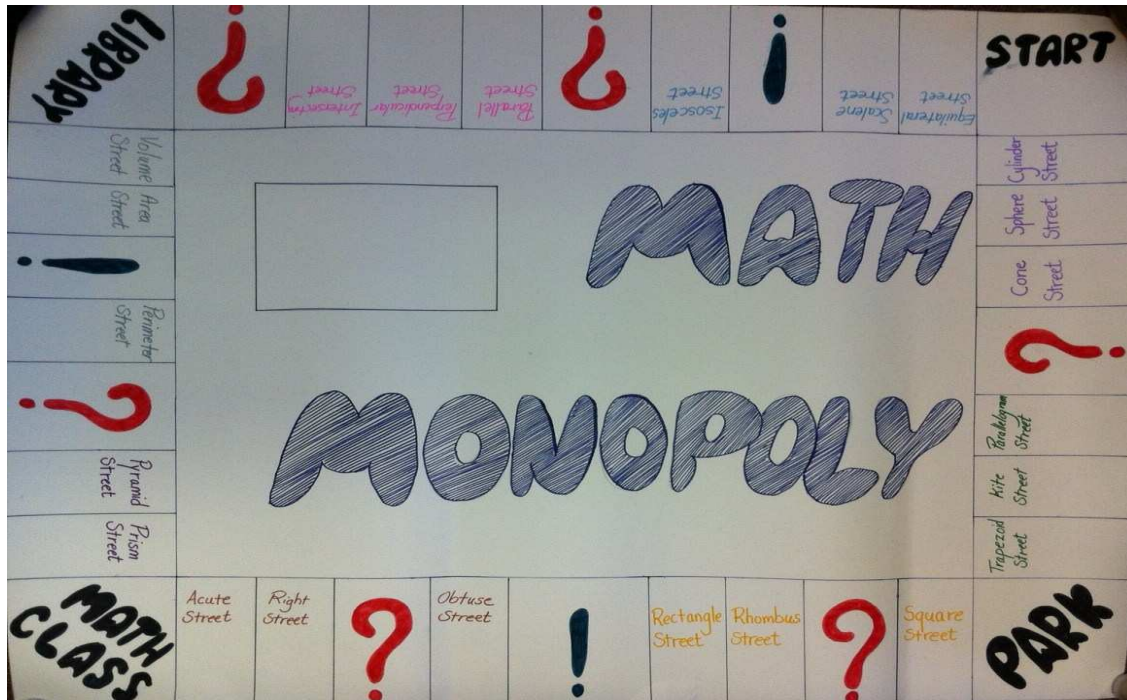 LIBRARY
?
Intersecting
Street
Perpendicular
Street
Parallel
Street
?
Isosceles
Street
!
Scalene
Street
Equilateral
Street
START
Cylinder
Street
Sphere
Street
Cone
Street
?
Parallelogram
Street
Kite
Street
Trapezoid
Street
PARK
Square
Street
?
Rhombus
Street
Rectangle
Street
!
Obtuse
Street
?
Right
Street
Acute
Street
MATH
CLASS
Prism
Street
Pyramid
Street
?
Perimeter
Street
!
Area
Street
Volume
Street
MATH
MONOPOLY